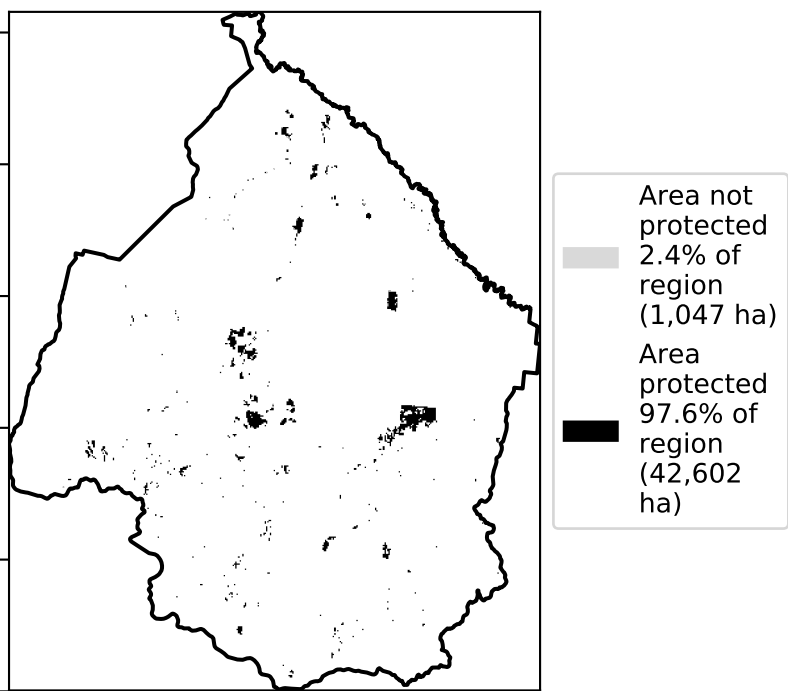 Area not
protected
2.4% of
region
(1,047 ha)
Area
protected
97.6% of
region
(42,602
ha)